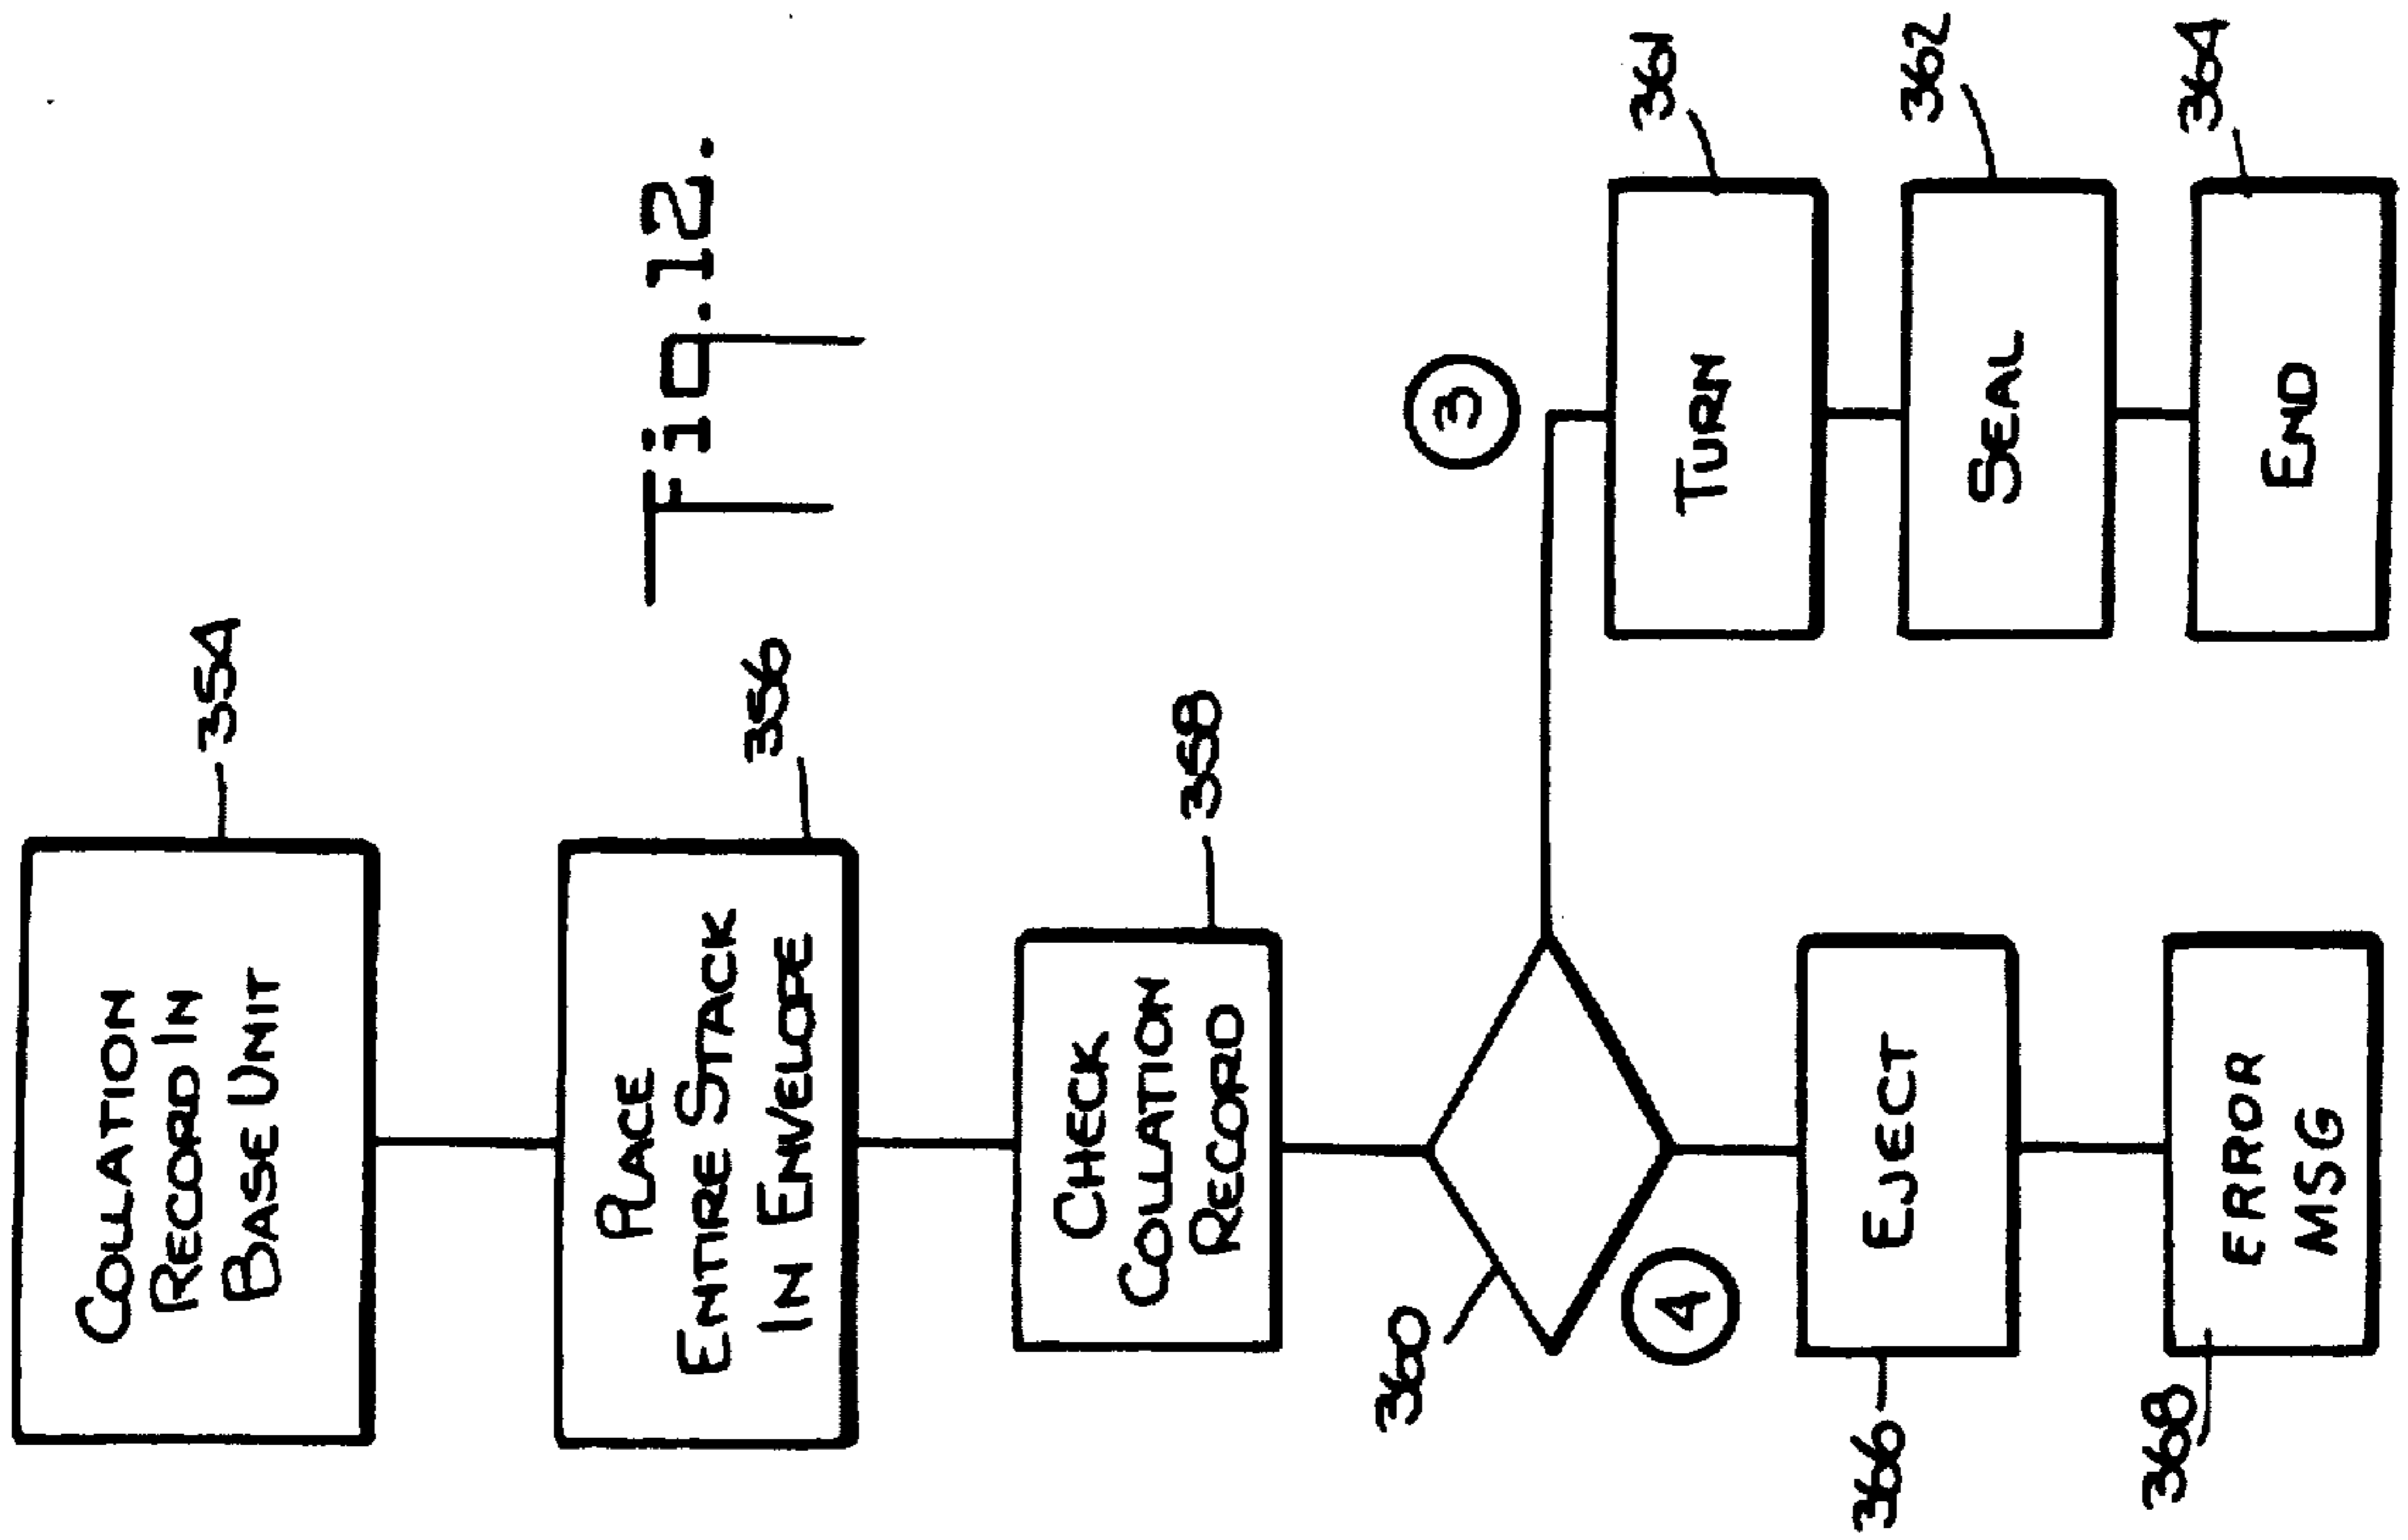 COLLATION
RECORD IN
BASE UNIT
354
PLACE
ENTIRE STACK
IN ENVELOPE
356
Fig. 12.
CHECK
COLLATION
RECORD
358
360
3
4
TURN
361
SEAL
362
END
364
EJECT
366
ERROR
MSG
368